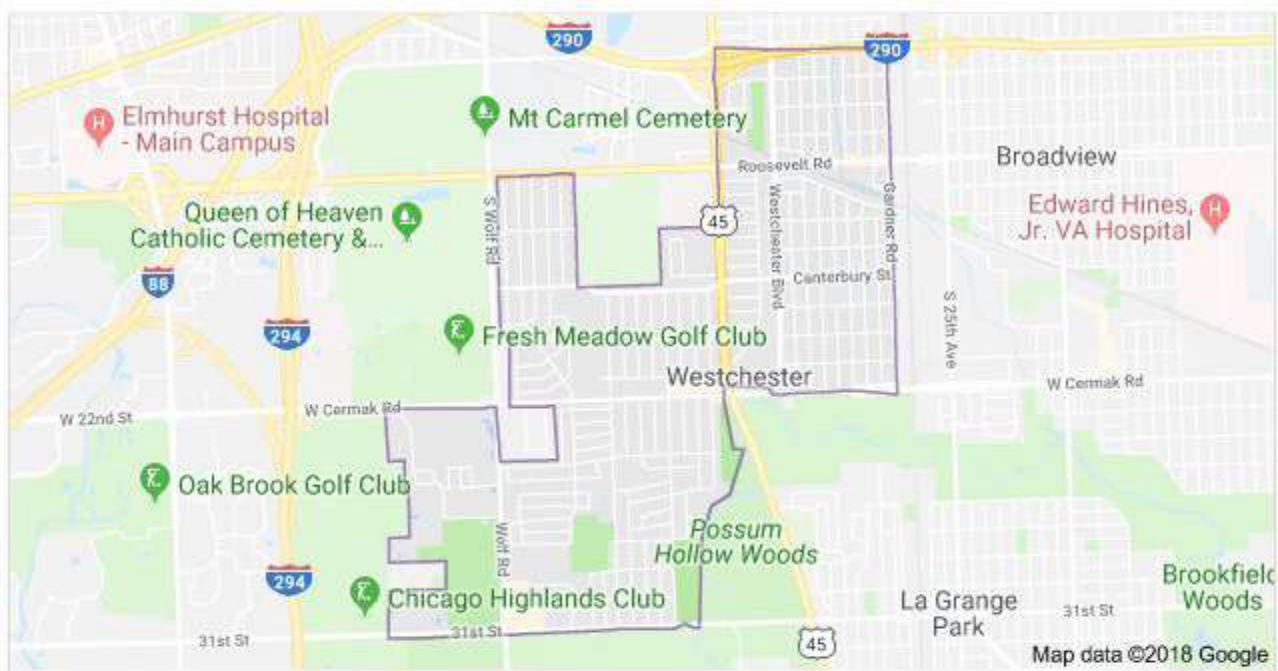 290
290
Elmhurst Hospital
- Main Campus
Mt Carmel Cemetery
Roosevelt Rd
Broadview
Queen of Heaven
Catholic Cemetery &...
S Wolf Rd
45
Westchester Blvd
Gardner Rd
Edward Hines,
Jr. VA Hospital
88
Canterbury St
294
Fresh Meadow Golf Club
S 25th Ave
Westchester
W Cermak Rd
W 22nd St
W Cermak Rd
Oak Brook Golf Club
Wolf Rd
Possum
Hollow Woods
294
Chicago Highlands Club
La Grange
Park
31st St
Brookfield
Woods
31st St
31st St
45
Map data ©2018 Google